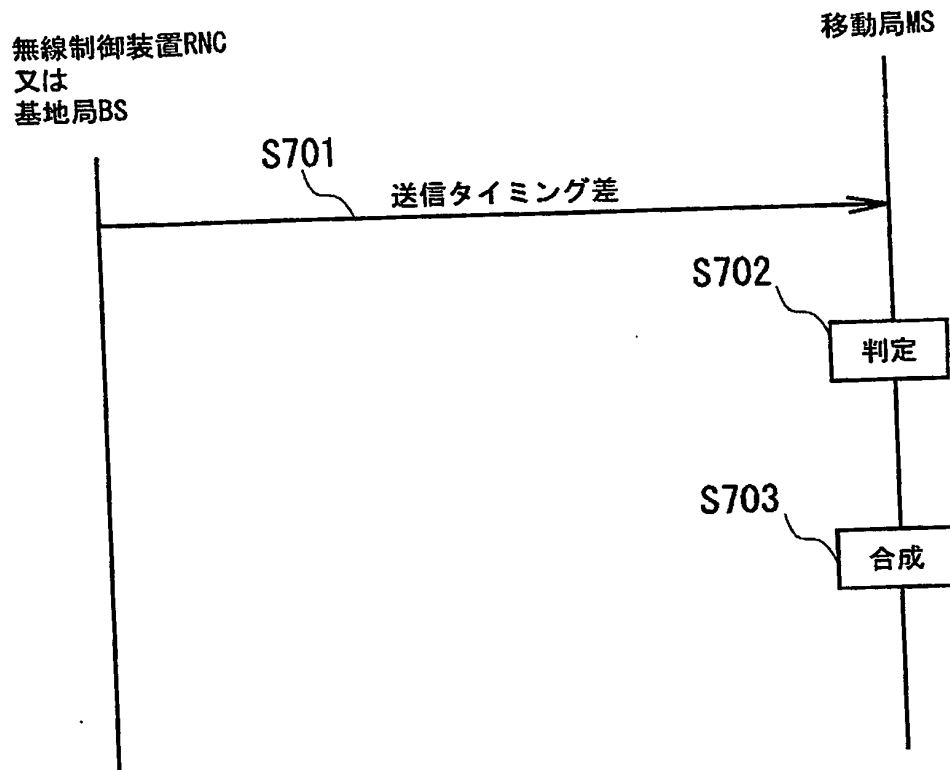 無線制御装置RNC
又は
基地局BS
移動局MS
S701
送信タイミング差
S702
判定
S703
合成